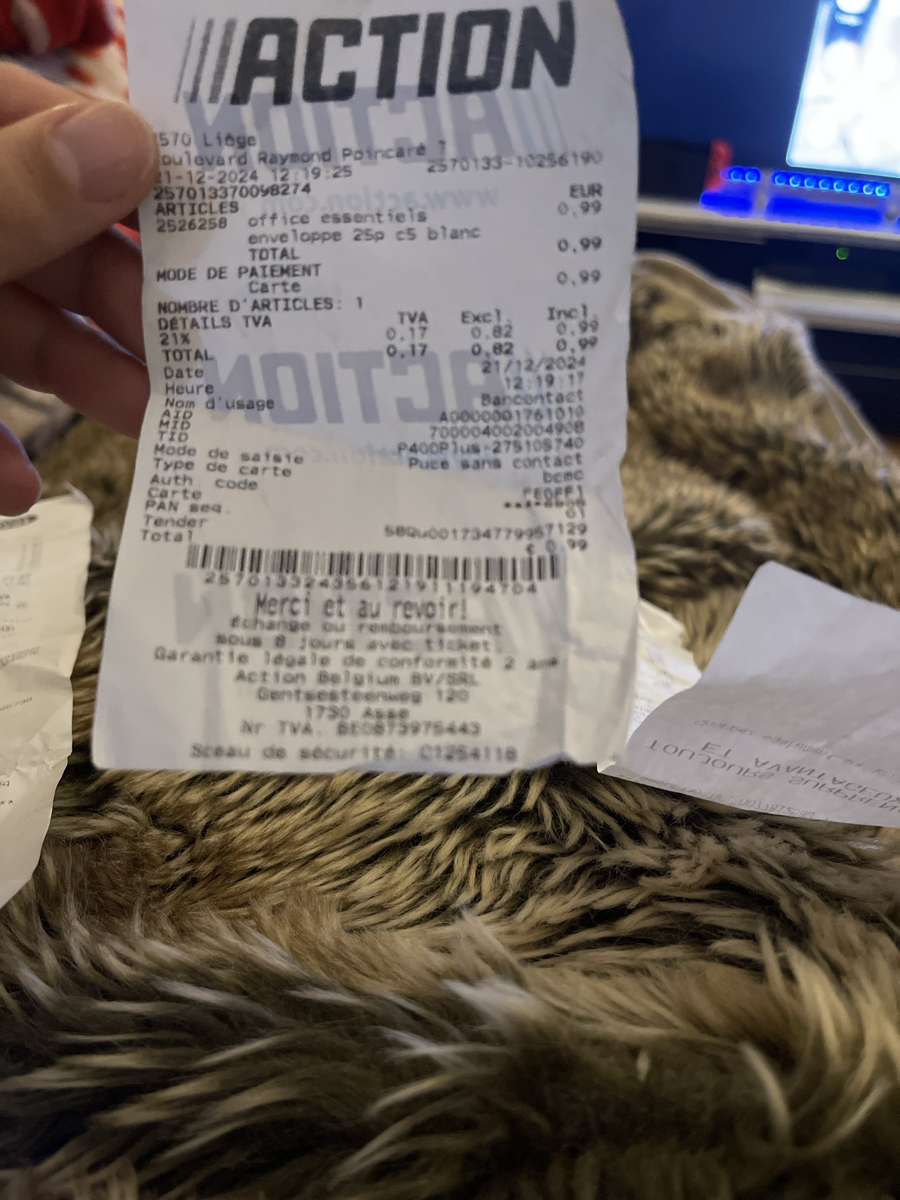 ACTION
570 Liège
oulevard Raymond Poincaré 7
21-12-2024 12:19:25 2570133-10256190
257013370098274
EUR
ARTICLES 0,99
2526258 office essentiels
enveloppe 25p c5 blanc
TOTAL 0,99
MODE DE PAIEMENT
Carte 0,99
NOMBRE D'ARTICLES: 1
DÉTAILS TVA TVA Excl. Incl.
21% 0,17 0,82 0,99
TOTAL 0,17 0,82 0,99
Date 21/12/2024
Heure 12:19:17
Nom d'usage Bancontact
AID A0000001761010
MID 700004002004908
TID P400Plus-275105740
Mode de saisie Puce sans contact
Type de carte bcmc
Auth. code
Carte
PAN seq. 01
Tender
Total € 0,99
Merci et au revoir!
Échange ou remboursement
sous 8 jours avec ticket.
Garantie légale de conformité 2 ans
Action Belgium BV/SRL
Gentsesteenweg 120
1730 Asse
Nr TVA. BE0873975443
Sceau de sécurité: C1254118
TOUJOURS
ET